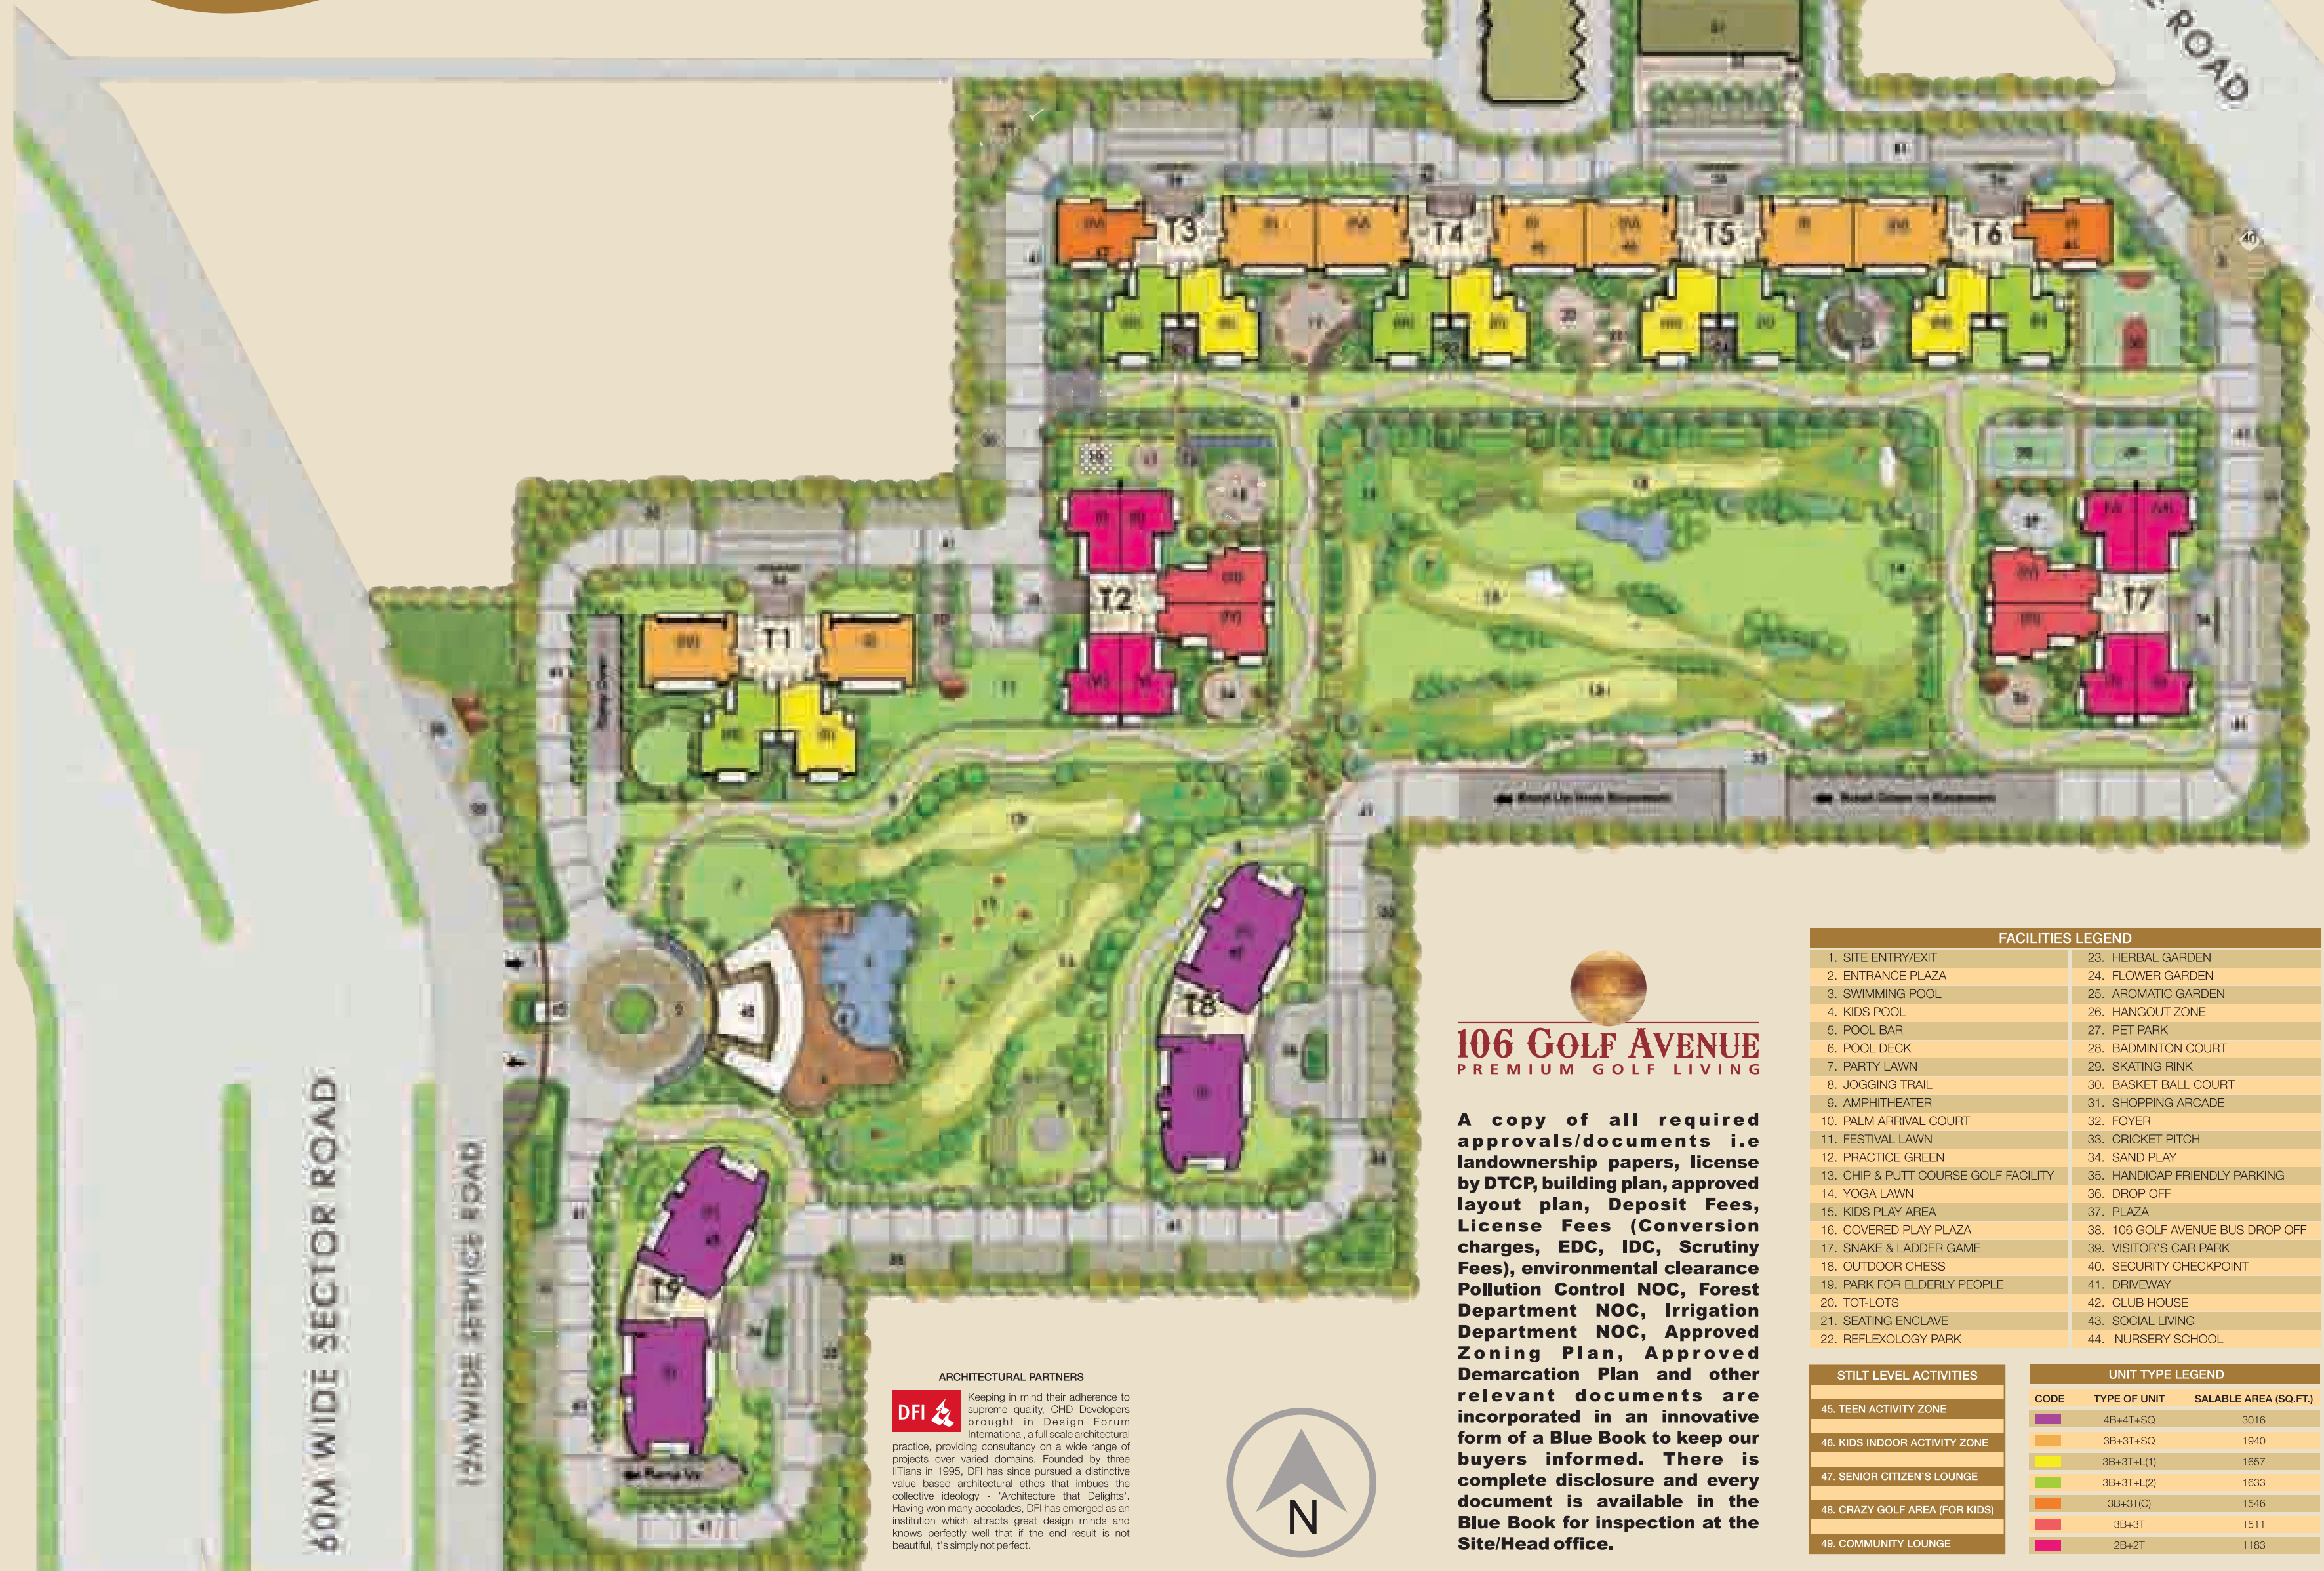 E ROAD
T3
T4
T5
T6
T1
T2
T7
T8
T9
60M WIDE SECTOR ROAD
12M WIDE SERVICE ROAD
Ramp Up
106 GOLF AVENUE
PREMIUM GOLF LIVING
A copy of all required
approvals/documents i.e
landownership papers, license
by DTCP, building plan, approved
layout plan, Deposit Fees,
License Fees (Conversion
charges, EDC, IDC, Scrutiny
Fees), environmental clearance
Pollution Control NOC, Forest
Department NOC, Irrigation
Department NOC, Approved
Zoning Plan, Approved
Demarcation Plan and other
relevant documents are
incorporated in an innovative
form of a Blue Book to keep our
buyers informed. There is
complete disclosure and every
document is available in the
Blue Book for inspection at the
Site/Head office.
ARCHITECTURAL PARTNERS
DFI
Keeping in mind their adherence to
supreme quality, CHD Developers
brought in Design Forum
International, a full scale architectural
practice, providing consultancy on a wide range of
projects over varied domains. Founded by three
IITians in 1995, DFI has since pursued a distinctive
value based architectural ethos that imbues the
collective ideology - 'Architecture that Delights'.
Having won many accolades, DFI has emerged as an
institution which attracts great design minds and
knows perfectly well that if the end result is not
beautiful, it's simply not perfect.
N
FACILITIES LEGEND
1. SITE ENTRY/EXIT
2. ENTRANCE PLAZA
3. SWIMMING POOL
4. KIDS POOL
5. POOL BAR
6. POOL DECK
7. PARTY LAWN
8. JOGGING TRAIL
9. AMPHITHEATER
10. PALM ARRIVAL COURT
11. FESTIVAL LAWN
12. PRACTICE GREEN
13. CHIP & PUTT COURSE GOLF FACILITY
14. YOGA LAWN
15. KIDS PLAY AREA
16. COVERED PLAY PLAZA
17. SNAKE & LADDER GAME
18. OUTDOOR CHESS
19. PARK FOR ELDERLY PEOPLE
20. TOT-LOTS
21. SEATING ENCLAVE
22. REFLEXOLOGY PARK
23. HERBAL GARDEN
24. FLOWER GARDEN
25. AROMATIC GARDEN
26. HANGOUT ZONE
27. PET PARK
28. BADMINTON COURT
29. SKATING RINK
30. BASKET BALL COURT
31. SHOPPING ARCADE
32. FOYER
33. CRICKET PITCH
34. SAND PLAY
35. HANDICAP FRIENDLY PARKING
36. DROP OFF
37. PLAZA
38. 106 GOLF AVENUE BUS DROP OFF
39. VISITOR'S CAR PARK
40. SECURITY CHECKPOINT
41. DRIVEWAY
42. CLUB HOUSE
43. SOCIAL LIVING
44. NURSERY SCHOOL
STILT LEVEL ACTIVITIES
45. TEEN ACTIVITY ZONE
46. KIDS INDOOR ACTIVITY ZONE
47. SENIOR CITIZEN'S LOUNGE
48. CRAZY GOLF AREA (FOR KIDS)
49. COMMUNITY LOUNGE
UNIT TYPE LEGEND
CODE TYPE OF UNIT SALABLE AREA (SQ.FT.)
4B+4T+SQ 3016
3B+3T+SQ 1940
3B+3T+L(1) 1657
3B+3T+L(2) 1633
3B+3T(C) 1546
3B+3T 1511
2B+2T 1183